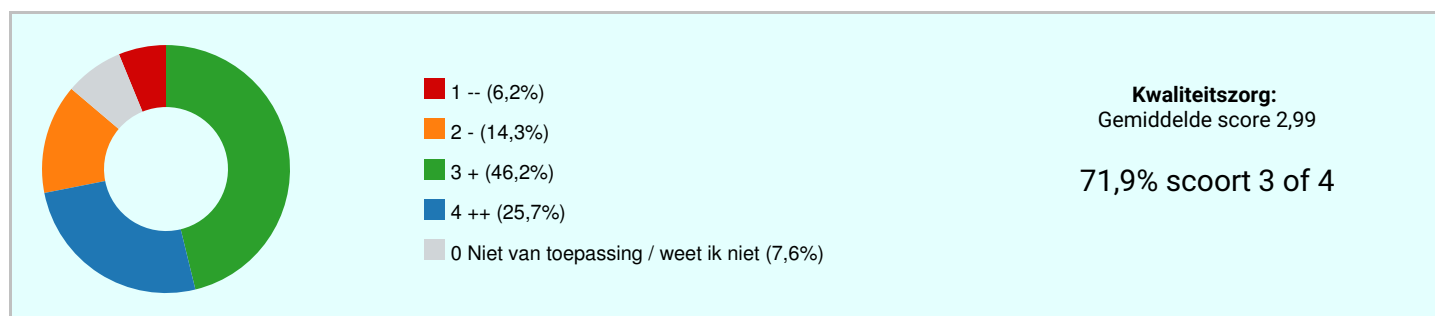 1 -- (6,2%)
2 - (14,3%)
3 + (46,2%)
4 ++ (25,7%)
0 Niet van toepassing / weet ik niet (7,6%)
Kwaliteitszorg:
Gemiddelde score 2,99
71,9% scoort 3 of 4